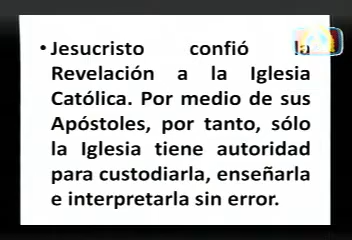 • Jesucristo confió la
Revelación a la Iglesia
Católica. Por medio de sus
Apóstoles, por tanto, sólo
la Iglesia tiene autoridad
para custodiarla, enseñarla
e interpretarla sin error.